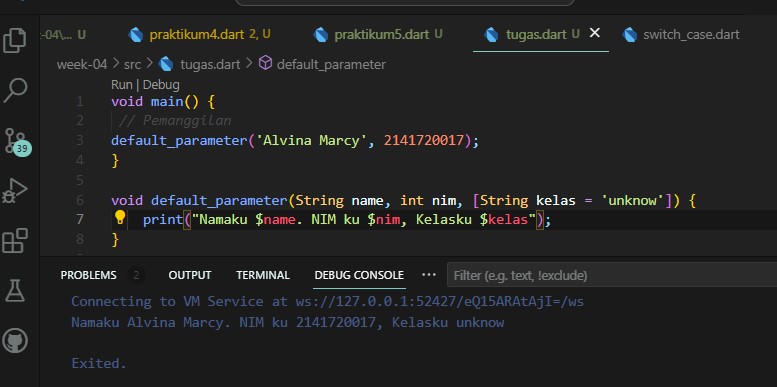 -04\... U
praktikum4.dart 2, U
praktikum5.dart U
tugas.dart U
switch_case.dart
week-04 > src > tugas.dart > default_parameter
Run | Debug
1 void main() {
2 // Pemanggilan
3 default_parameter('Alvina Marcy', 2141720017);
4 }
5
6 void default_parameter(String name, int nim, [String kelas = 'unknow']) {
7 print("Namaku $name. NIM ku $nim, Kelasku $kelas");
8 }
39
PROBLEMS 2 OUTPUT TERMINAL DEBUG CONSOLE ... Filter (e.g. text, !exclude)
Connecting to VM Service at ws://127.0.0.1:52427/eQ15ARAtAjI=/ws
Namaku Alvina Marcy. NIM ku 2141720017, Kelasku unknow
Exited.